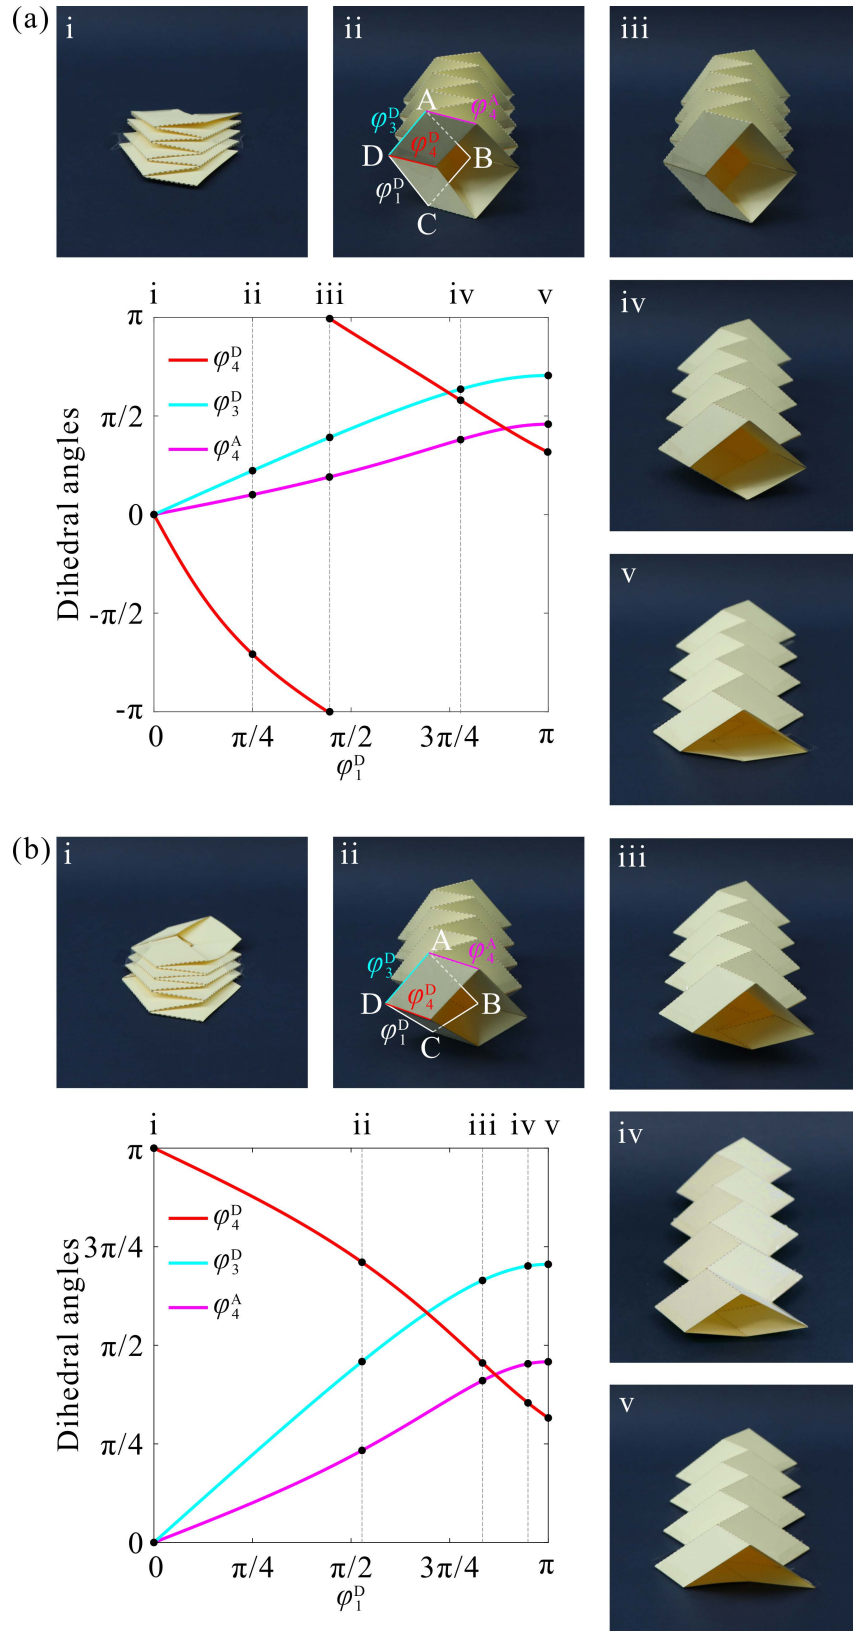 (a)
i
ii
iii
A
φ₄ᴬ
φ₃ᴰ
D
φ₄ᴰ
B
φ₁ᴰ
C
i ii iii iv v
π
φ₄ᴰ
φ₃ᴰ
π/2
φ₄ᴬ
0
-π/2
-π
Dihedral angles
0 π/4 π/2 3π/4 π
φ₁ᴰ
iv
v
(b)
i
ii
iii
A
φ₄ᴬ
φ₃ᴰ
D
φ₄ᴰ
B
φ₁ᴰ
C
i ii iii iv v
π
φ₄ᴰ
3π/4
φ₃ᴰ
φ₄ᴬ
π/2
π/4
0
Dihedral angles
0 π/4 π/2 3π/4 π
φ₁ᴰ
iv
v